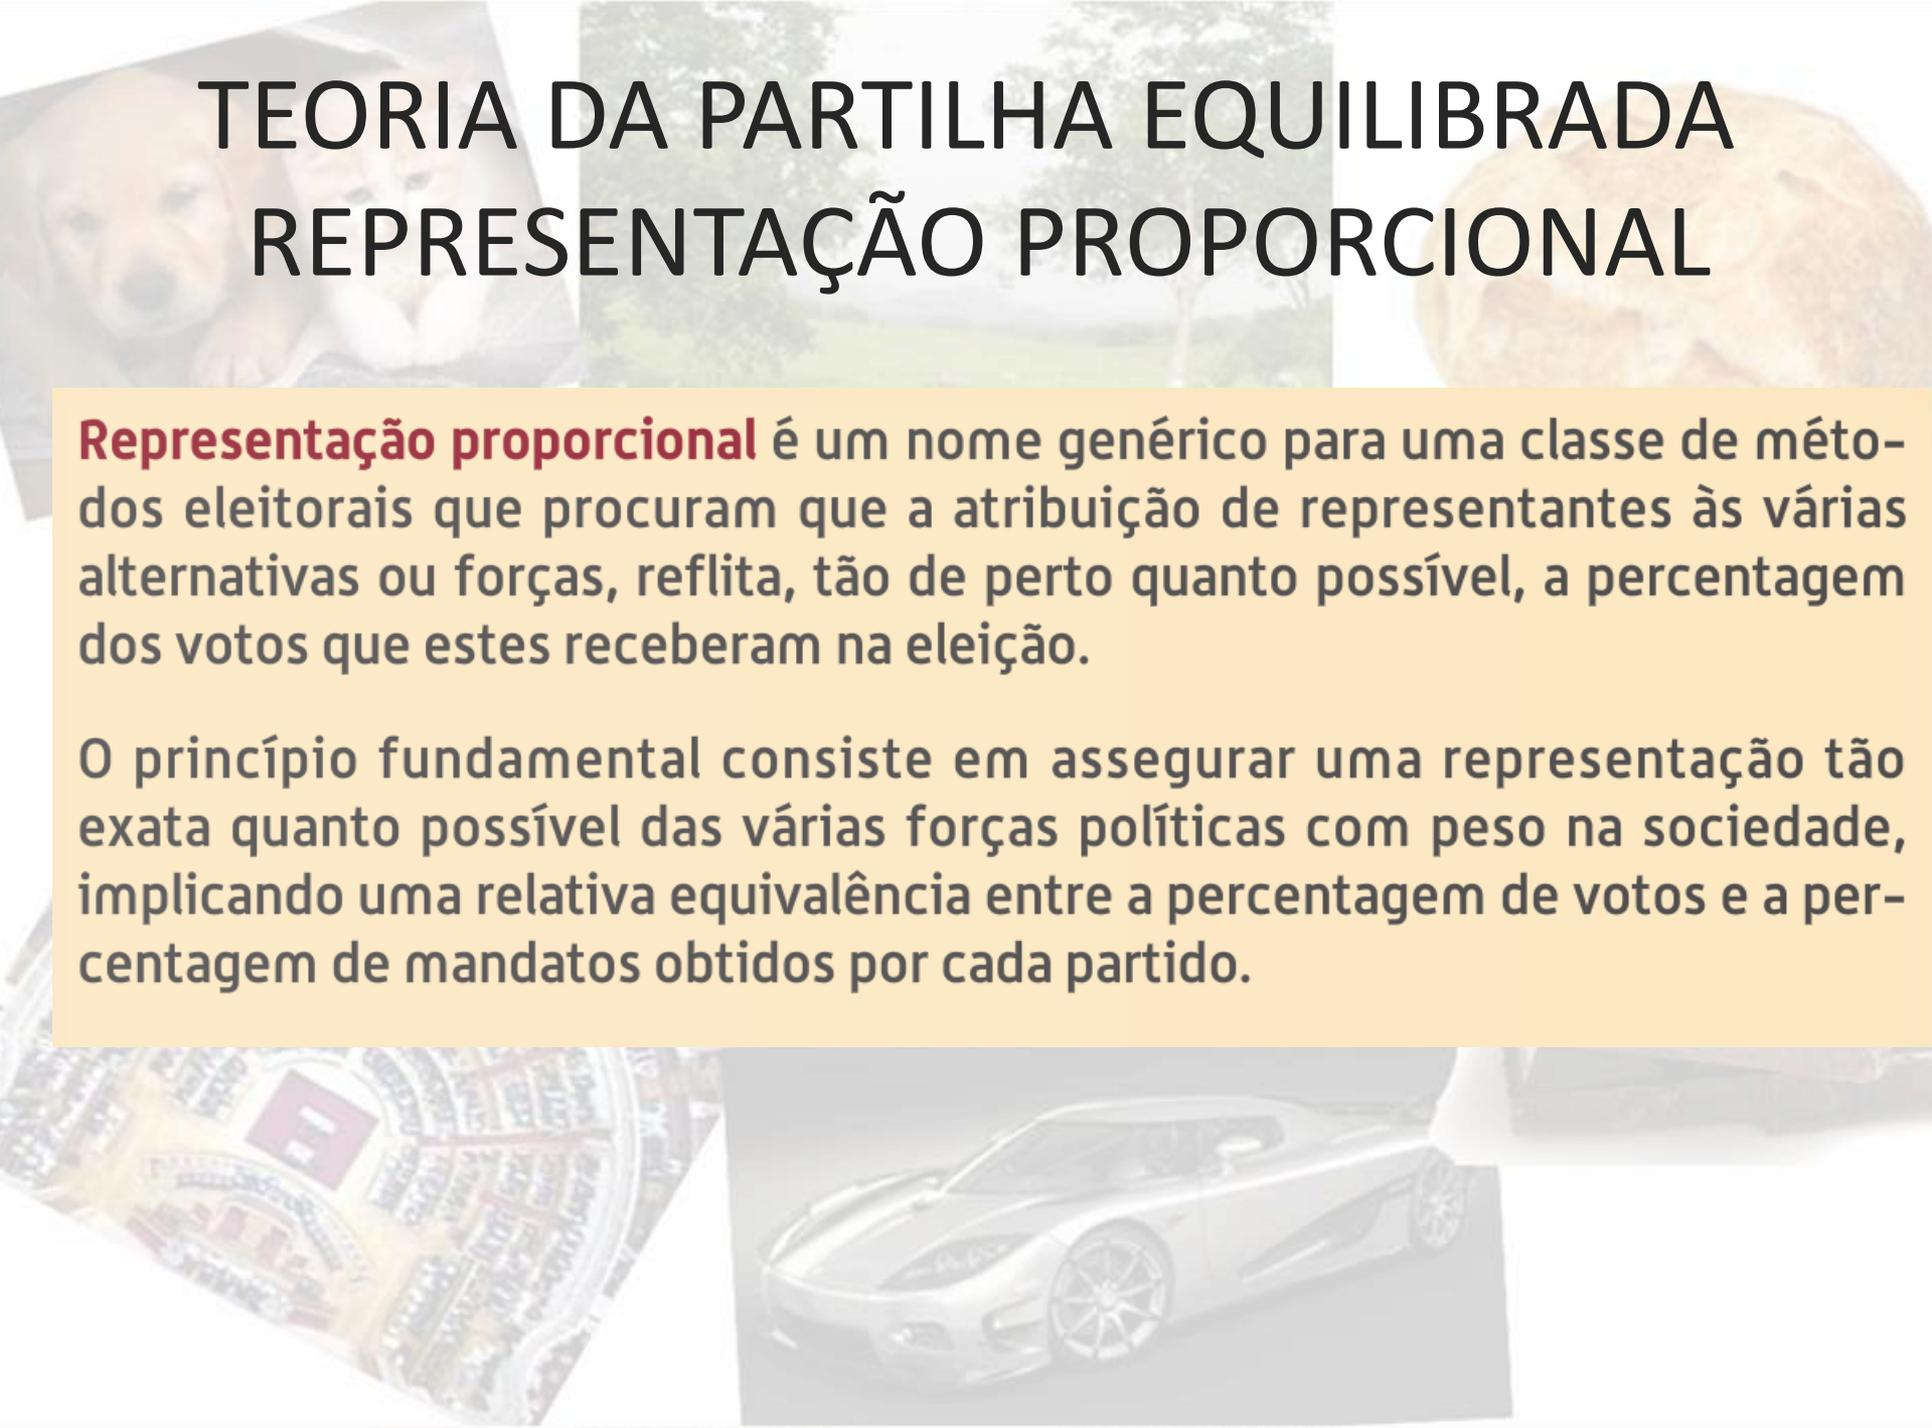 TEORIA DA PARTILHA EQUILIBRADA
REPRESENTAÇÃO PROPORCIONAL
Representação proporcional é um nome genérico para uma classe de méto-
dos eleitorais que procuram que a atribuição de representantes às várias
alternativas ou forças, reflita, tão de perto quanto possível, a percentagem
dos votos que estes receberam na eleição.
O princípio fundamental consiste em assegurar uma representação tão
exata quanto possível das várias forças políticas com peso na sociedade,
implicando uma relativa equivalência entre a percentagem de votos e a per-
centagem de mandatos obtidos por cada partido.